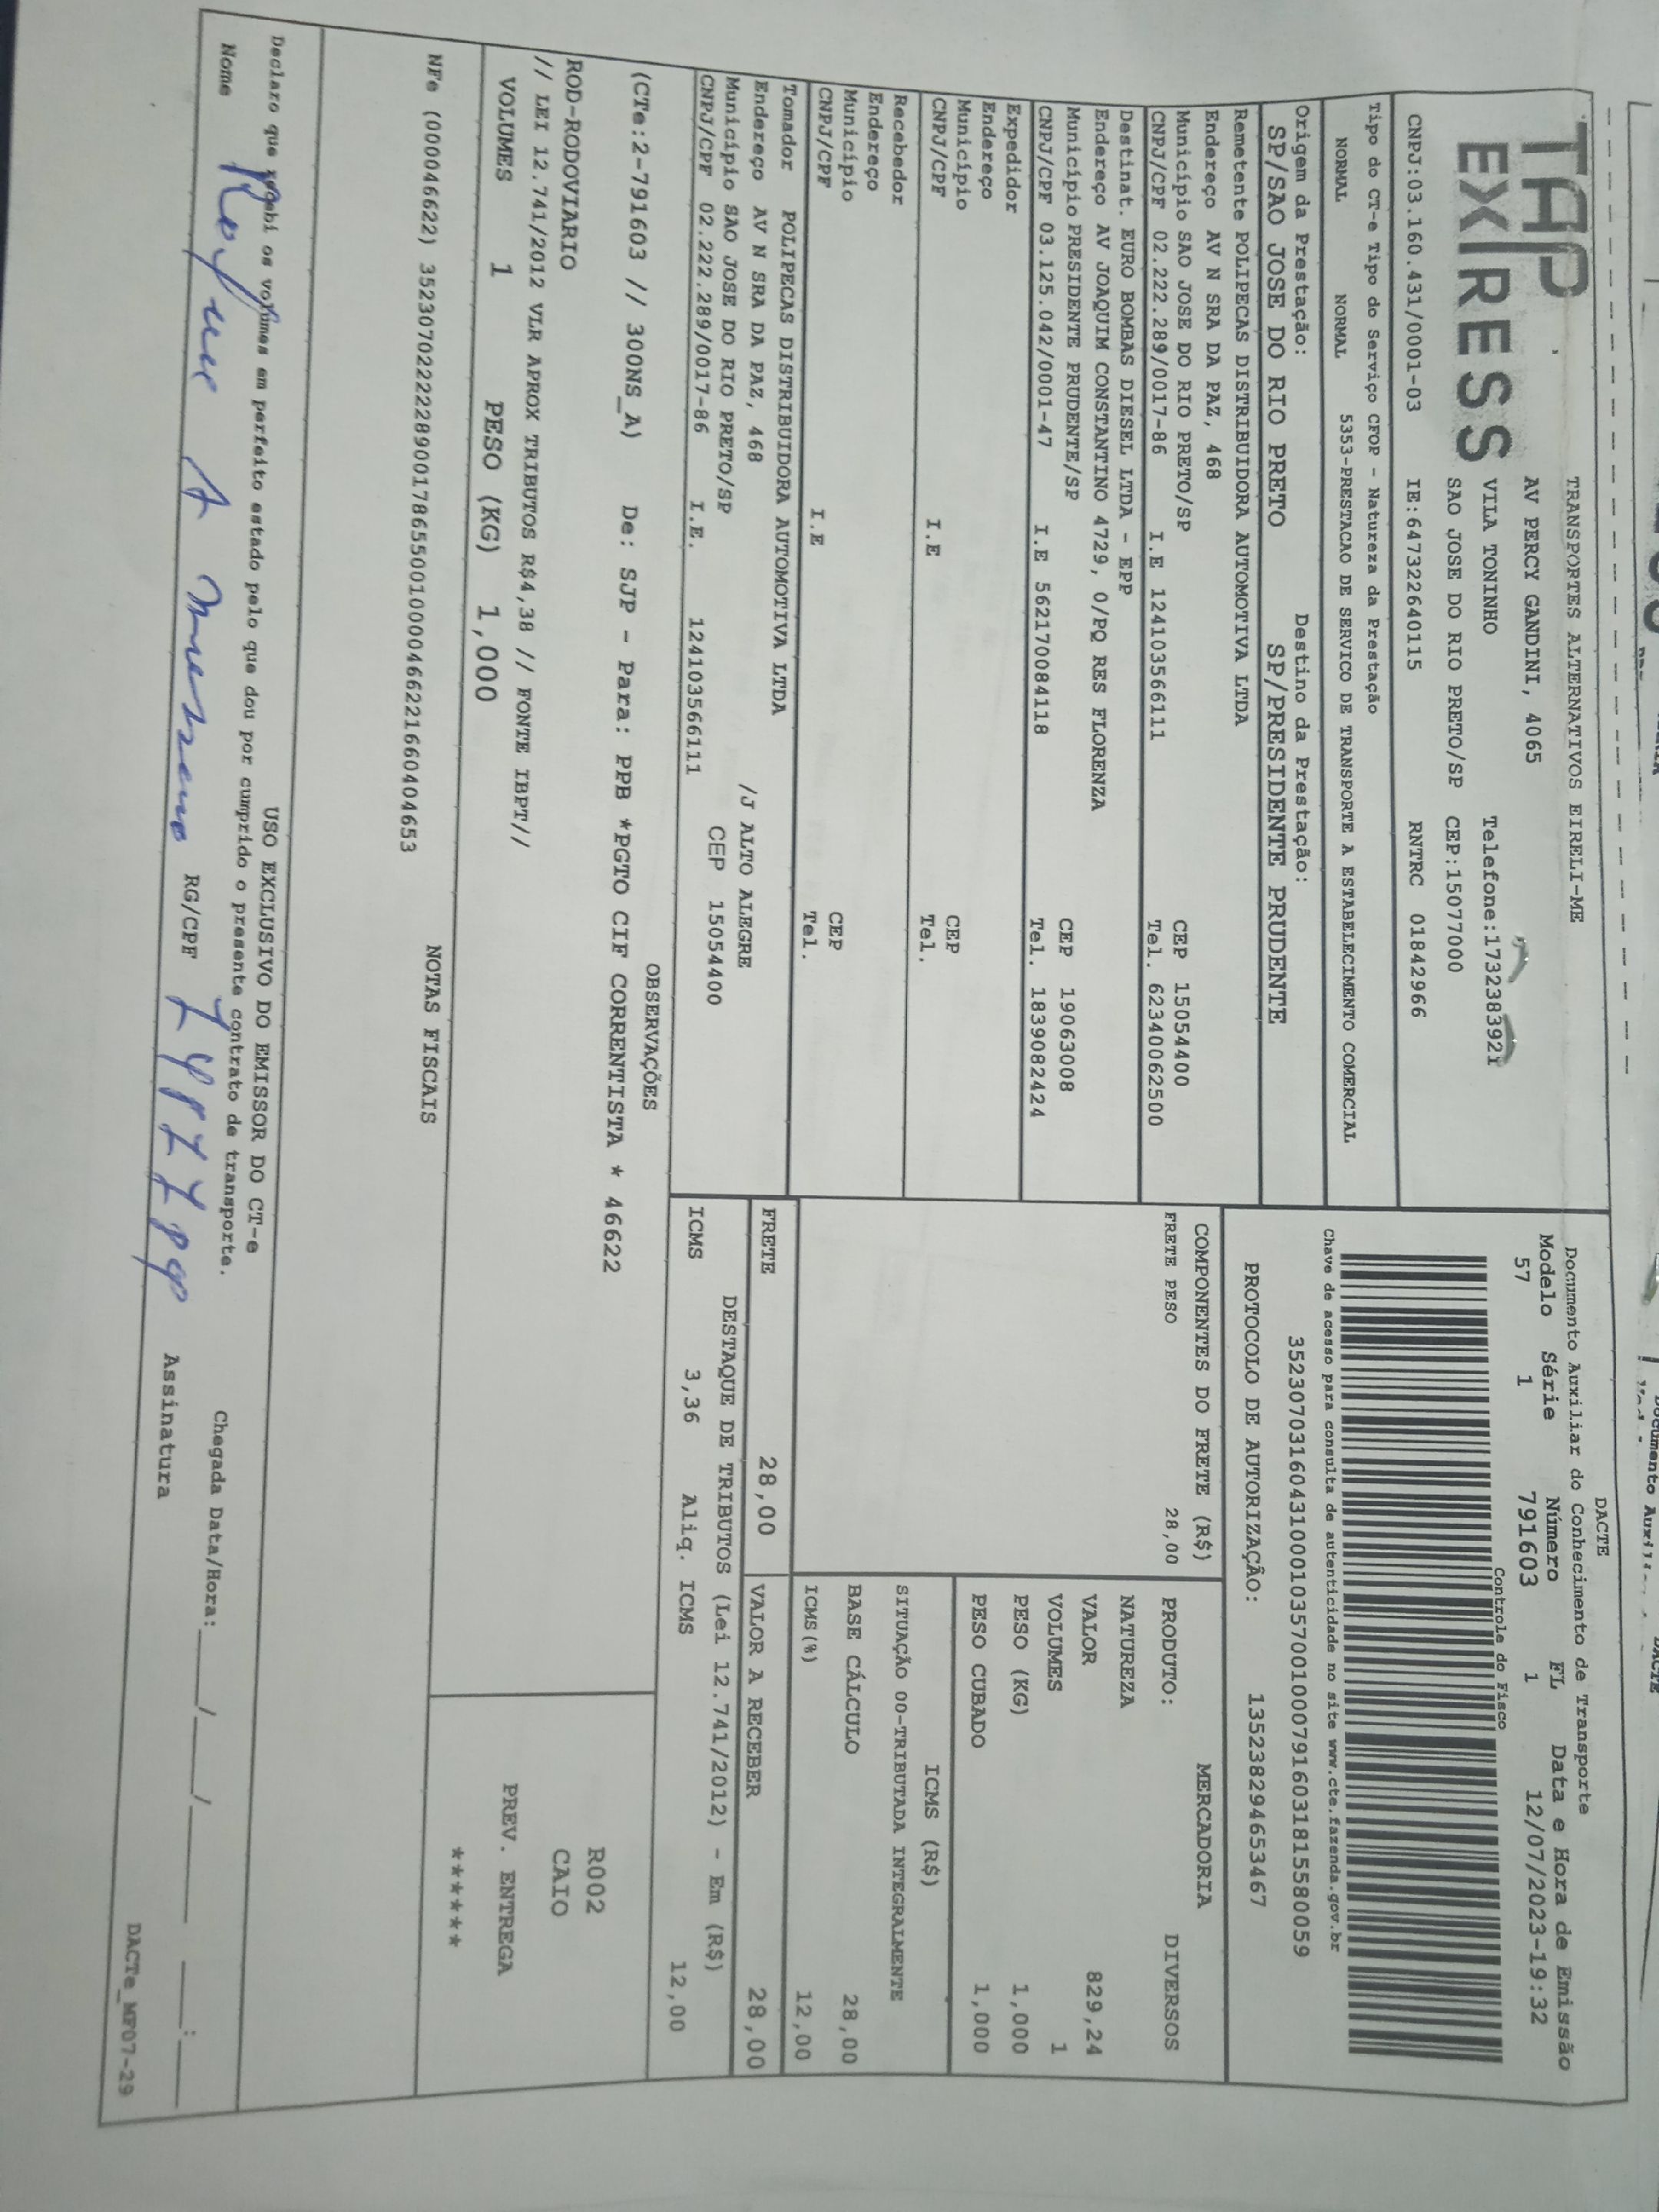 TAP
EXPRESS
TRANSPORTES ALTERNATIVOS EIRELI-ME
AV PERCY GANDINI, 4065
VILA TONINHO Telefone:1732383921
SAO JOSE DO RIO PRETO/SP CEP:15077000
CNPJ:03.160.431/0001-03 IE:647322640115 RNTRC 01842966
Tipo do CT-e Tipo do Serviço CFOP - Natureza da Prestação
NORMAL NORMAL 5353-PRESTACAO DE SERVICO DE TRANSPORTE A ESTABELECIMENTO COMERCIAL
Origem da Prestação: Destino da Prestação:
SP/SAO JOSE DO RIO PRETO SP/PRESIDENTE PRUDENTE
Remetente POLIPECAS DISTRIBUIDORA AUTOMOTIVA LTDA
Endereço AV N SRA DA PAZ, 468
Município SAO JOSE DO RIO PRETO/SP CEP 15054400
CNPJ/CPF 02.222.289/0017-86 I.E 124103566111 Tel. 62340062500
Destinat. EURO BOMBAS DIESEL LTDA - EPP
Endereço AV JOAQUIM CONSTANTINO 4729, 0/PQ RES FLORENZA
Município PRESIDENTE PRUDENTE/SP CEP 19063008
CNPJ/CPF 03.125.042/0001-47 I.E 562170084118 Tel. 1839082424
Expedidor
Endereço
Município CEP
CNPJ/CPF I.E Tel.
Recebedor
Endereço
Município CEP
CNPJ/CPF I.E Tel.
Tomador POLIPECAS DISTRIBUIDORA AUTOMOTIVA LTDA
Endereço AV N SRA DA PAZ, 468 /J ALTO ALEGRE
Município SAO JOSE DO RIO PRETO/SP CEP 15054400
CNPJ/CPF 02.222.289/0017-86 I.E. 124103566111
DACTE
Documento Auxiliar do Conhecimento de Transporte
Modelo Série Número FL Data e Hora de Emissão
57 1 791603 1 12/07/2023-19:32
Controle do Fisco
Chave de acesso para consulta de autenticidade no site www.cte.fazenda.gov.br
35230703160431000103570010007916031815580059
PROTOCOLO DE AUTORIZAÇÃO: 135238294653467
COMPONENTES DO FRETE (R$)
FRETE PESO 28,00
MERCADORIA
PRODUTO: DIVERSOS
NATUREZA
VALOR 829,24
VOLUMES 1
PESO (KG) 1,000
PESO CUBADO 1,000
ICMS (R$)
SITUAÇÃO 00-TRIBUTADA INTEGRALMENTE
BASE CÁLCULO 28,00
ICMS(%) 12,00
FRETE 28,00 VALOR A RECEBER 28,00
DESTAQUE DE TRIBUTOS (Lei 12.741/2012) - Em (R$)
ICMS 3,36 Aliq. ICMS 12,00
OBSERVAÇÕES
(CTe:2-791603 // 300NS_A) De: SJP - Para: PPB *PGTO CIF CORRENTISTA * 46622
ROD-RODOVIARIO
// LEI 12.741/2012 VLR APROX TRIBUTOS R$4,38 // FONTE IBPT//
VOLUMES 1 PESO (KG) 1,000
R002
CAIO
PREV. ENTREGA
******
NOTAS FISCAIS
NFe (000046622) 35230702222289001786550010000466221660404653
USO EXCLUSIVO DO EMISSOR DO CT-e
Declaro que recebi os volumes em perfeito estado pelo que dou por cumprido o presente contrato de transporte.
Chegada Data/Hora:____/____/______ ___:___
Nome RG/CPF Assinatura
DACTe_MF07-29